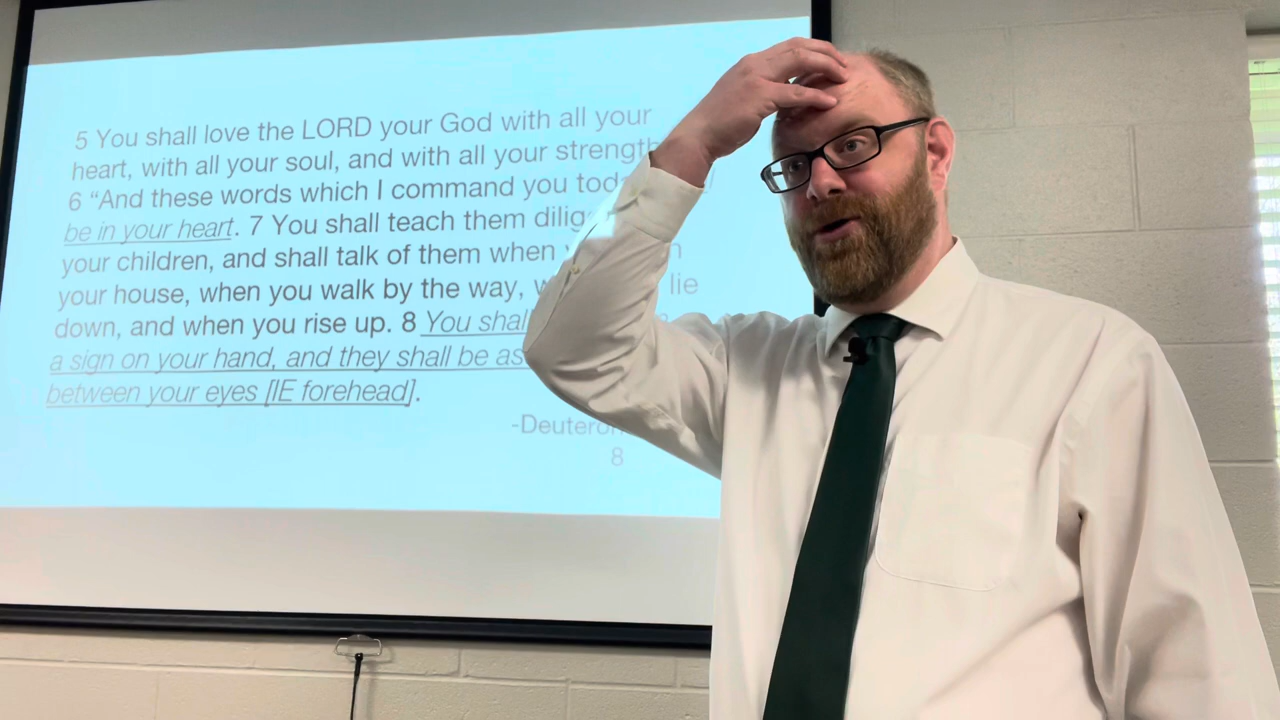 5 You shall love the LORD your God with all your
heart, with all your soul, and with all your strength
6 “And these words which I command you
be in your heart. 7 You shall teach them
your children, and shall talk of them when
your house, when you walk by the way, lie
down, and when you rise up. 8 You shall
a sign on your hand, and they shall be as
between your eyes [IE forehead].
8